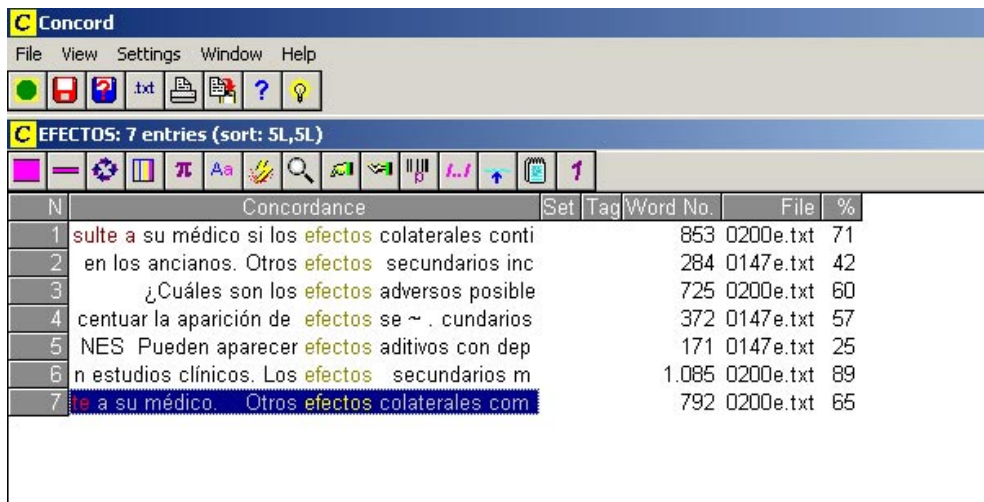 C Concord
File View Settings Window Help
.txt ?
C EFECTOS: 7 entries (sort: 5L,5L)
π Aa
N Concordance Set Tag Word No. File %
1 sulte a su médico si los efectos colaterales conti 853 0200e.txt 71
2 en los ancianos. Otros efectos secundarios inc 284 0147e.txt 42
3 ¿Cuáles son los efectos adversos posible 725 0200e.txt 60
4 centuar la aparición de efectos se ~ . cundarios 372 0147e.txt 57
5 NES Pueden aparecer efectos aditivos con dep 171 0147e.txt 25
6 n estudios clínicos. Los efectos secundarios m 1.085 0200e.txt 89
7 te a su médico. Otros efectos colaterales com 792 0200e.txt 65